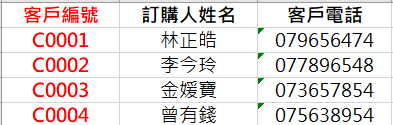 客戶編號 訂購人姓名 客戶電話
C0001 林正皓 079656474
C0002 李今玲 077896548
C0003 金媛寶 073657854
C0004 曾有錢 075638954